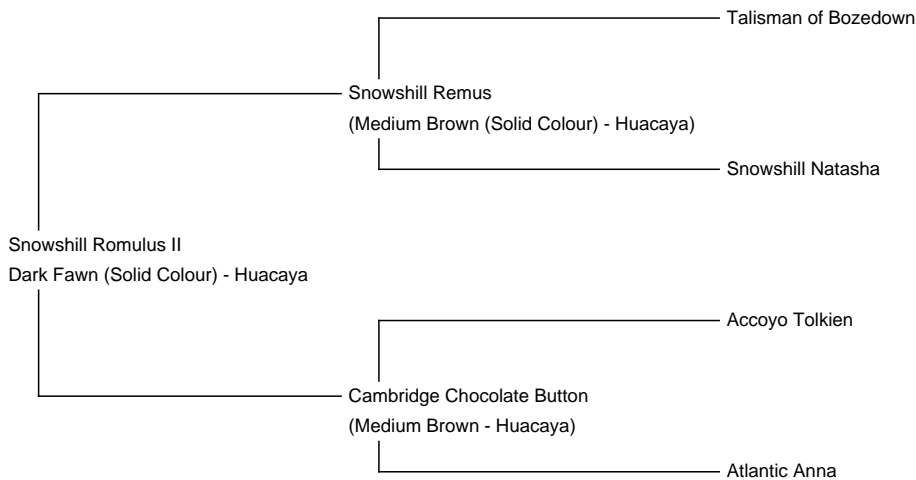 Talisman of Bozedown
Snowshill Remus
(Medium Brown (Solid Colour) - Huacaya)
Snowshill Natasha
Snowshill Romulus II
Dark Fawn (Solid Colour) - Huacaya
Accoyo Tolkien
Cambridge Chocolate Button
(Medium Brown - Huacaya)
Atlantic Anna